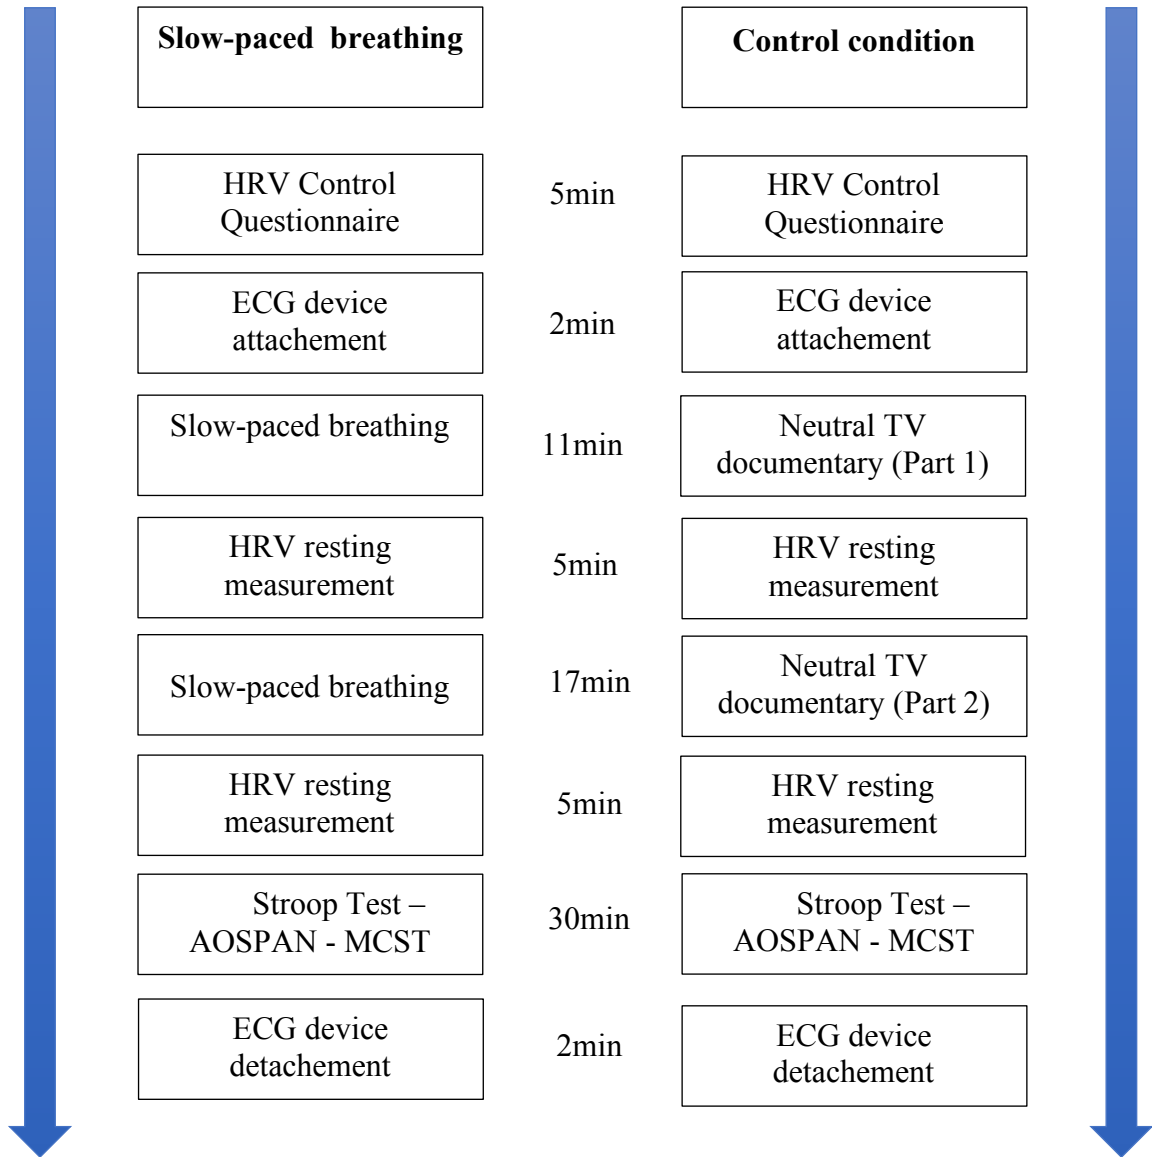 Slow-paced breathing
Control condition
HRV Control
Questionnaire
5min
HRV Control
Questionnaire
ECG device
attachement
2min
ECG device
attachement
Slow-paced breathing
11min
Neutral TV
documentary (Part 1)
HRV resting
measurement
5min
HRV resting
measurement
Slow-paced breathing
17min
Neutral TV
documentary (Part 2)
HRV resting
measurement
5min
HRV resting
measurement
Stroop Test –
AOSPAN - MCST
30min
Stroop Test –
AOSPAN - MCST
ECG device
detachement
2min
ECG device
detachement